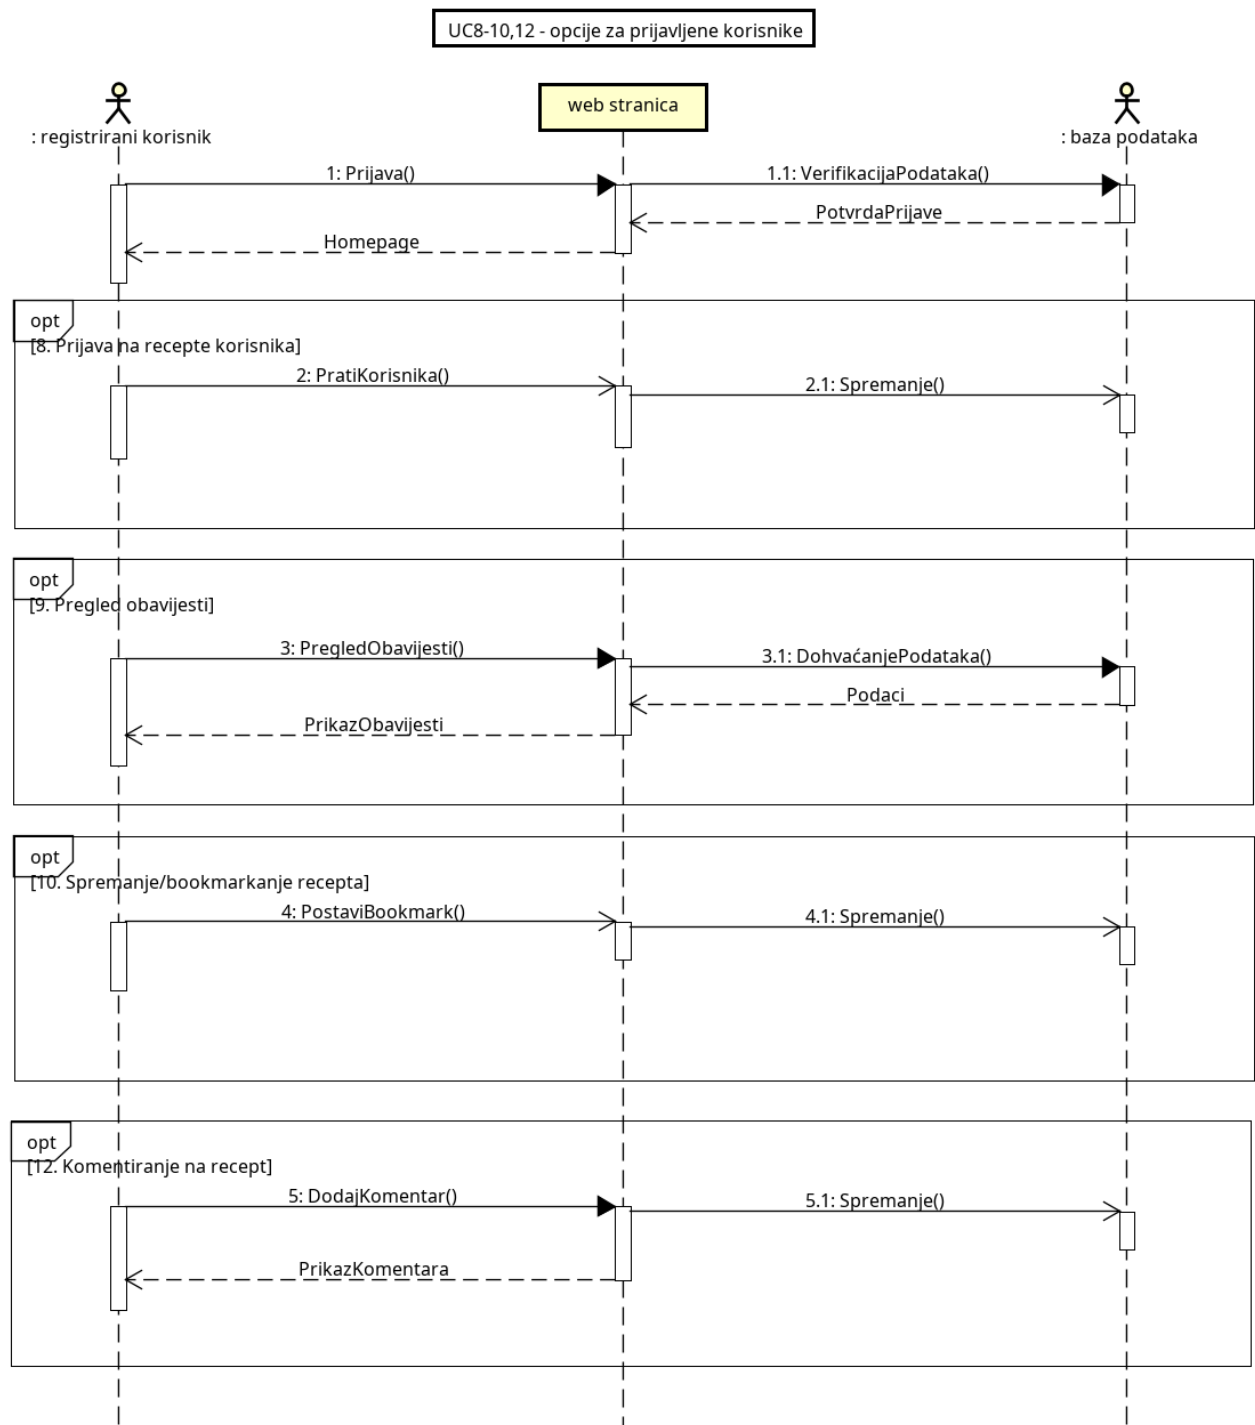 UC8-10,12 - opcije za prijavljene korisnike
: registrirani korisnik
web stranica
: baza podataka
1: Prijava()
1.1: VerifikacijaPodataka()
PotvrdaPrijave
Homepage
opt
[8. Prijava na recepte korisnika]
2: PratiKorisnika()
2.1: Spremanje()
opt
[9. Pregled obavijesti]
3: PregledObavijesti()
3.1: DohvaćanjePodataka()
Podaci
PrikazObavijesti
opt
[10. Spremanje/bookmarkanje recepta]
4: PostaviBookmark()
4.1: Spremanje()
opt
[12. Komentiranje na recept]
5: DodajKomentar()
5.1: Spremanje()
PrikazKomentara